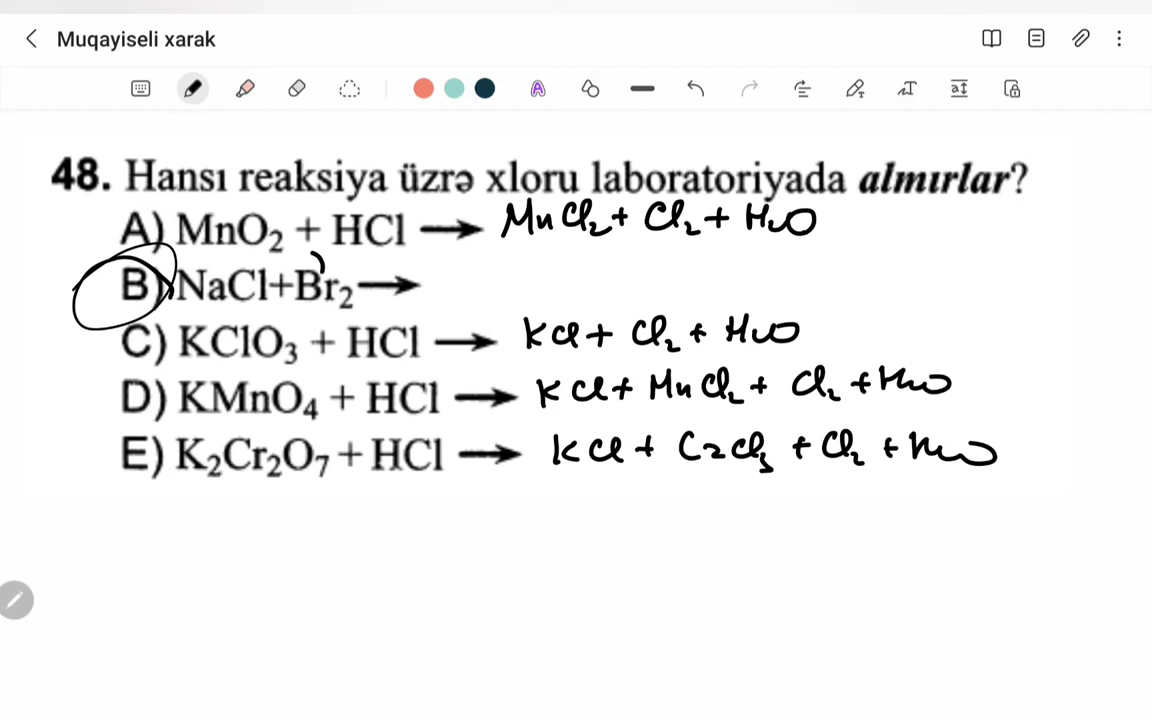 Muqayiseli xarak
48. Hansı reaksiya üzrə xloru laboratoriyada almırlar?
A) MnO₂ + HCl → MnCl₂ + Cl₂ + H₂O
B) NaCl+Br₂→
C) KClO₃ + HCl → KCl + Cl₂ + H₂O
D) KMnO₄ + HCl → KCl + MnCl₂ + Cl₂ + H₂O
E) K₂Cr₂O₇ + HCl → KCl + CrCl₃ + Cl₂ + H₂O